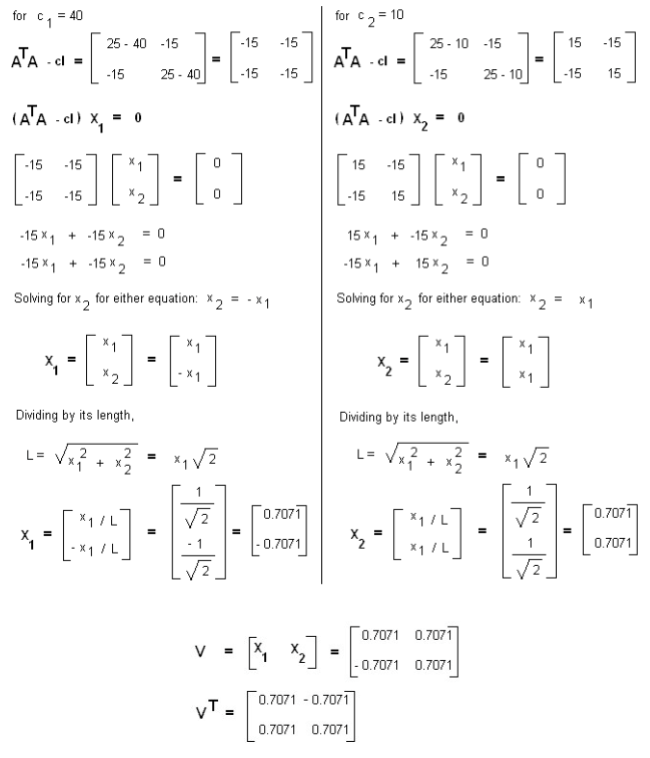 for c₁ = 40
AᵀA - cI = [ 25 - 40 -15 ; -15 25 - 40 ] = [ -15 -15 ; -15 -15 ]
(AᵀA - cI) X₁ = 0
[ -15 -15 ; -15 -15 ] [ x₁ ; x₂ ] = [ 0 ; 0 ]
-15 x₁ + -15 x₂ = 0
-15 x₁ + -15 x₂ = 0
Solving for x₂ for either equation: x₂ = - x₁
X₁ = [ x₁ ; x₂ ] = [ x₁ ; - x₁ ]
Dividing by its length,
L = √(x₁² + x₂²) = x₁√2
X₁ = [ x₁ / L ; - x₁ / L ] = [ 1/√2 ; - 1/√2 ] = [ 0.7071 ; - 0.7071 ]
for c₂ = 10
AᵀA - cI = [ 25 - 10 -15 ; -15 25 - 10 ] = [ 15 -15 ; -15 15 ]
(AᵀA - cI) X₂ = 0
[ 15 -15 ; -15 15 ] [ x₁ ; x₂ ] = [ 0 ; 0 ]
15 x₁ + -15 x₂ = 0
-15 x₁ + 15 x₂ = 0
Solving for x₂ for either equation: x₂ = x₁
X₂ = [ x₁ ; x₂ ] = [ x₁ ; x₁ ]
Dividing by its length,
L = √(x₁² + x₂²) = x₁√2
X₂ = [ x₁ / L ; x₁ / L ] = [ 1/√2 ; 1/√2 ] = [ 0.7071 ; 0.7071 ]
V = [ X₁ X₂ ] = [ 0.7071 0.7071 ; - 0.7071 0.7071 ]
Vᵀ = [ 0.7071 - 0.7071 ; 0.7071 0.7071 ]